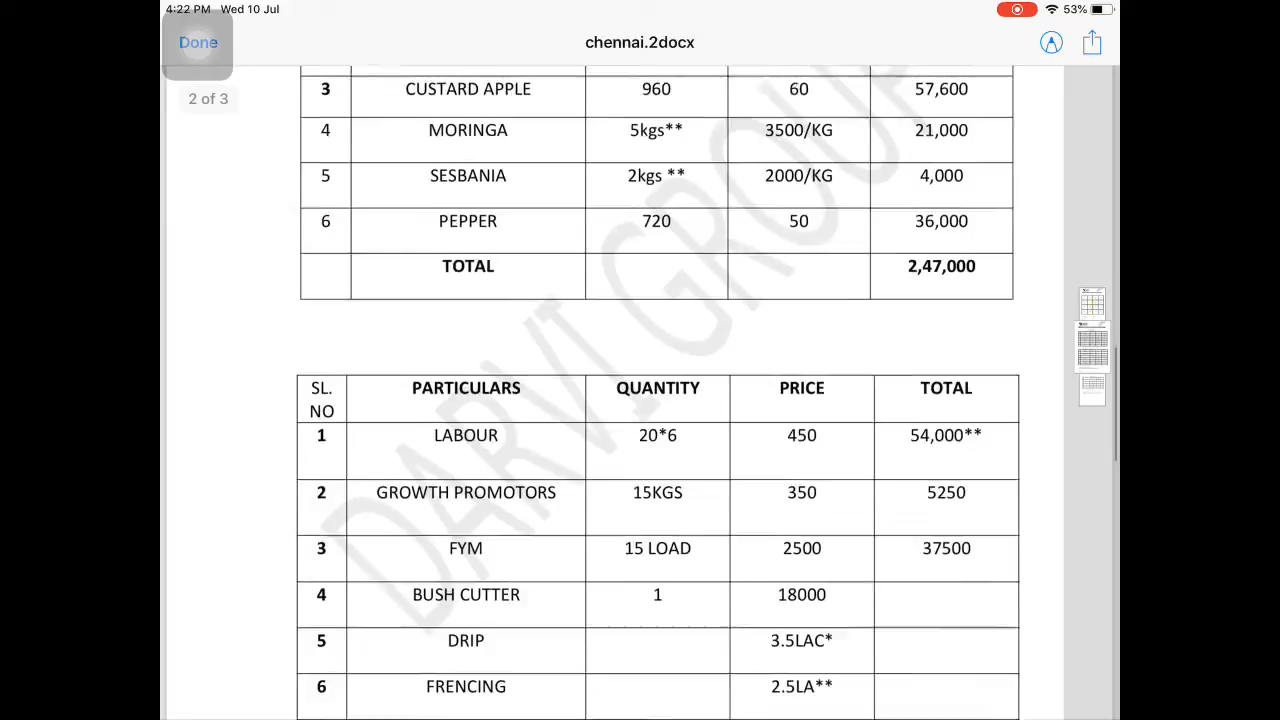 4:22 PM Wed 10 Jul 53%
Done chennai.2docx
2 of 3
3 CUSTARD APPLE 960 60 57,600
4 MORINGA 5kgs** 3500/KG 21,000
5 SESBANIA 2kgs ** 2000/KG 4,000
6 PEPPER 720 50 36,000
TOTAL 2,47,000
SL. NO PARTICULARS QUANTITY PRICE TOTAL
1 LABOUR 20*6 450 54,000**
2 GROWTH PROMOTORS 15KGS 350 5250
3 FYM 15 LOAD 2500 37500
4 BUSH CUTTER 1 18000
5 DRIP 3.5LAC*
6 FRENCING 2.5LA**
DARVI GROUP